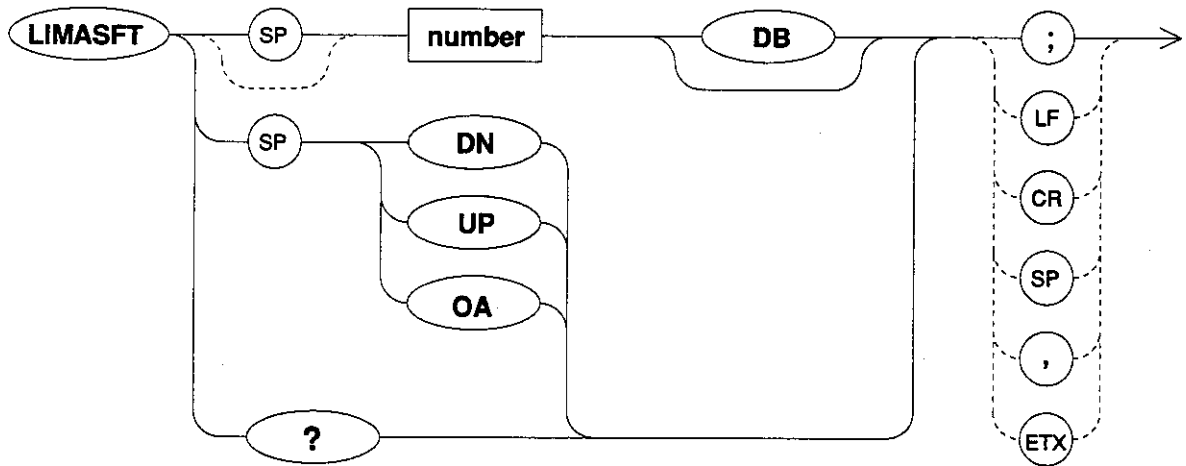 LIMASFT SP number DB ;
LF
SP DN
CR
UP
SP
OA
,
? ETX